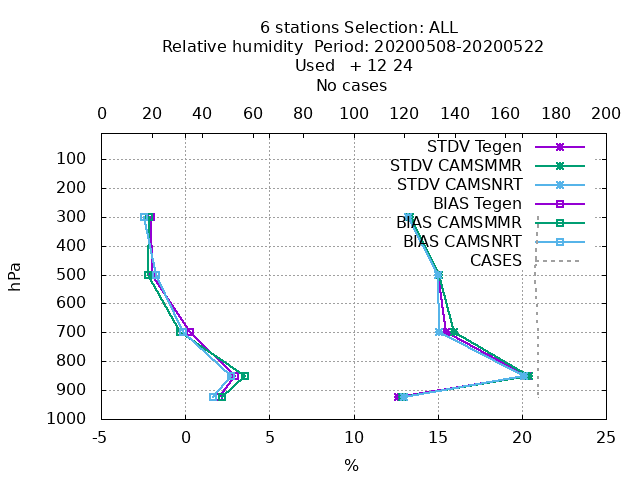 6 stations Selection: ALL
Relative humidity  Period: 20200508-20200522
Used   + 12 24
No cases
0 20 40 60 80 100 120 140 160 180 200
STDV Tegen
STDV CAMSMMR
STDV CAMSNRT
BIAS Tegen
BIAS CAMSMMR
BIAS CAMSNRT
CASES
100
200
300
400
500
600
700
800
900
1000
hPa
-5 0 5 10 15 20 25
%